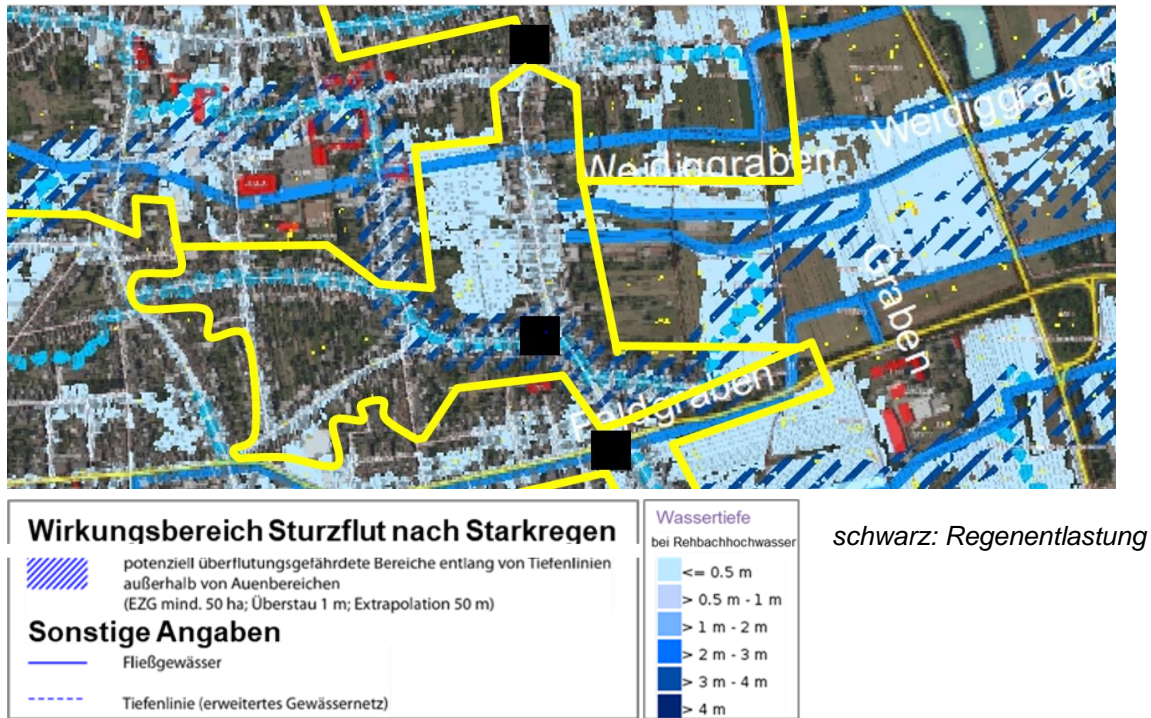 Weidiggraben
Weidiggraben
Graben
Feldgraben
Wirkungsbereich Sturzflut nach Starkregen
potenziell überflutungsgefährdete Bereiche entlang von Tiefenlinien
außerhalb von Auenbereichen
(EZG mind. 50 ha; Überstau 1 m; Extrapolation 50 m)
Sonstige Angaben
Fließgewässer
Tiefenlinie (erweitertes Gewässernetz)
Wassertiefe
bei Rehbachhochwasser
<= 0.5 m
> 0.5 m - 1 m
> 1 m - 2 m
> 2 m - 3 m
> 3 m - 4 m
> 4 m
schwarz: Regenentlastung